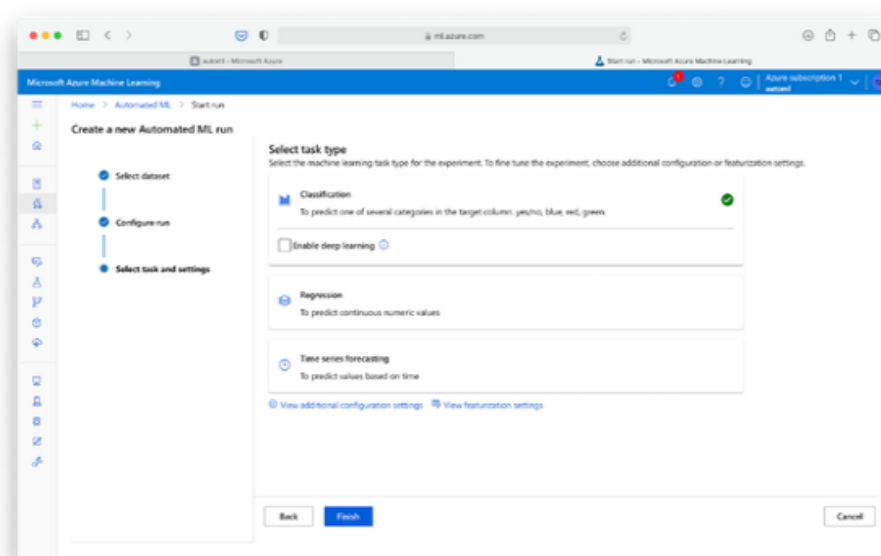 ml.azure.com
automl - Microsoft Azure
Start run - Microsoft Azure Machine Learning
Microsoft Azure Machine Learning
1
?
Azure subscription 1
automl
Home > Automated ML > Start run
Create a new Automated ML run
Select dataset
Configure run
Select task and settings
Select task type
Select the machine learning task type for the experiment. To fine tune the experiment, choose additional configuration or featurization settings.
Classification
To predict one of several categories in the target column. yes/no, blue, red, green.
Enable deep learning
Regression
To predict continuous numeric values
Time series forecasting
To predict values based on time
View additional configuration settings
View featurization settings
Back
Finish
Cancel